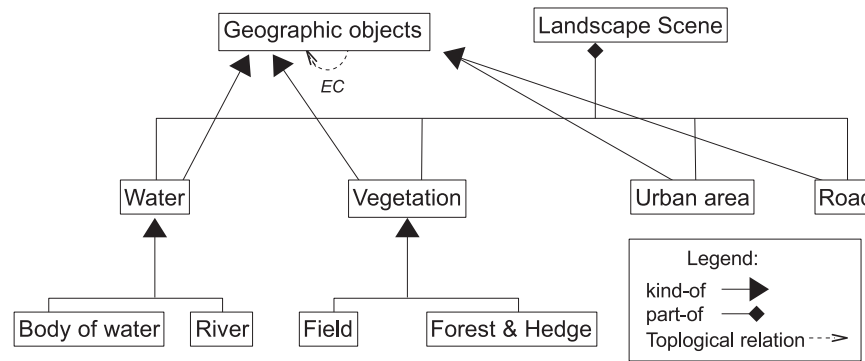 Geographic objects
Landscape Scene
EC
Water
Vegetation
Urban area
Road
Legend:
kind-of
part-of
Toplogical relation
Body of water
River
Field
Forest & Hedge